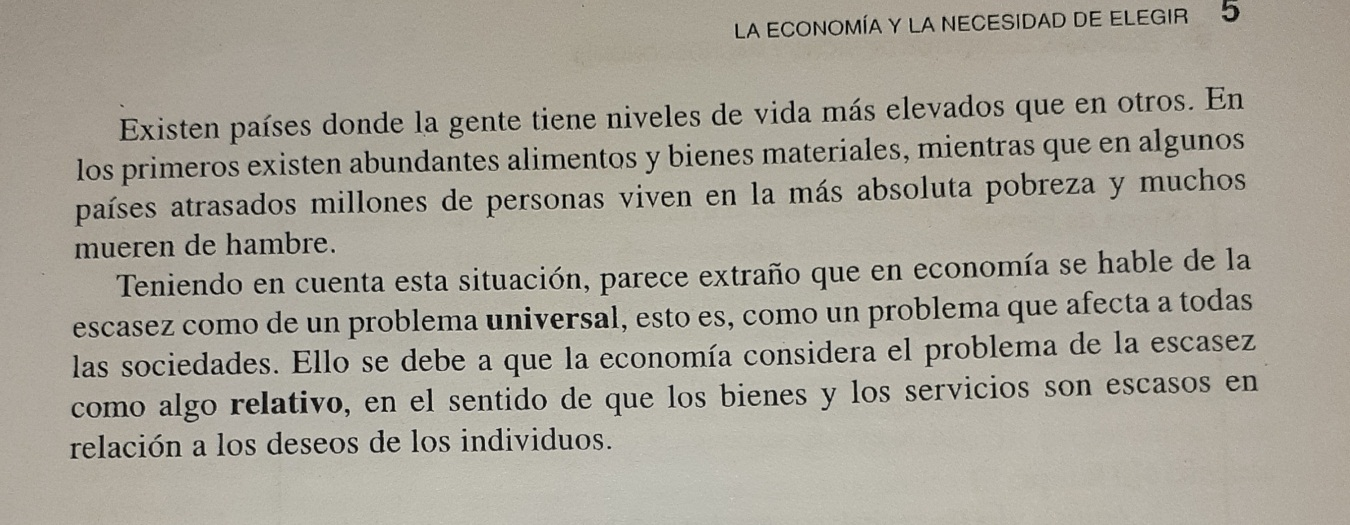 LA ECONOMÍA Y LA NECESIDAD DE ELEGIR 5
Existen países donde la gente tiene niveles de vida más elevados que en otros. En
los primeros existen abundantes alimentos y bienes materiales, mientras que en algunos
países atrasados millones de personas viven en la más absoluta pobreza y muchos
mueren de hambre.
Teniendo en cuenta esta situación, parece extraño que en economía se hable de la
escasez como de un problema universal, esto es, como un problema que afecta a todas
las sociedades. Ello se debe a que la economía considera el problema de la escasez
como algo relativo, en el sentido de que los bienes y los servicios son escasos en
relación a los deseos de los individuos.